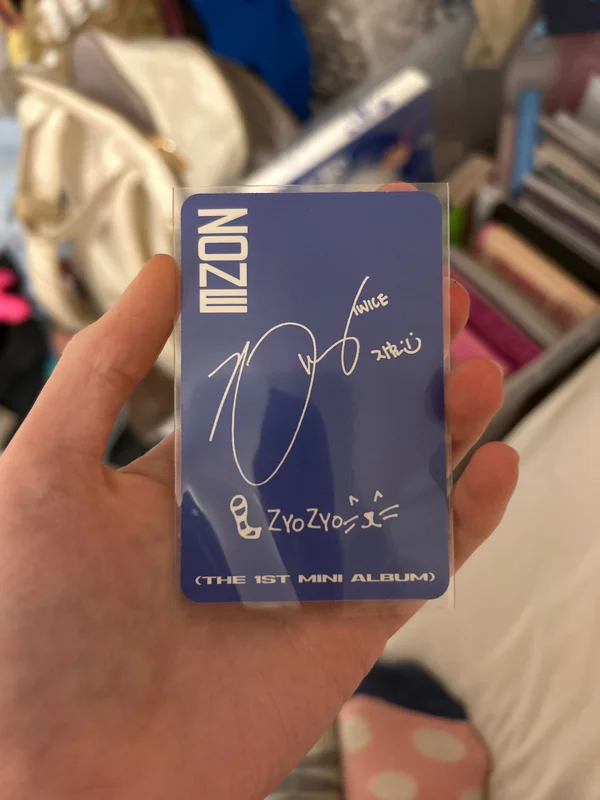 ZONE
TWICE
지효
ZYOZYO
(THE 1ST MINI ALBUM)